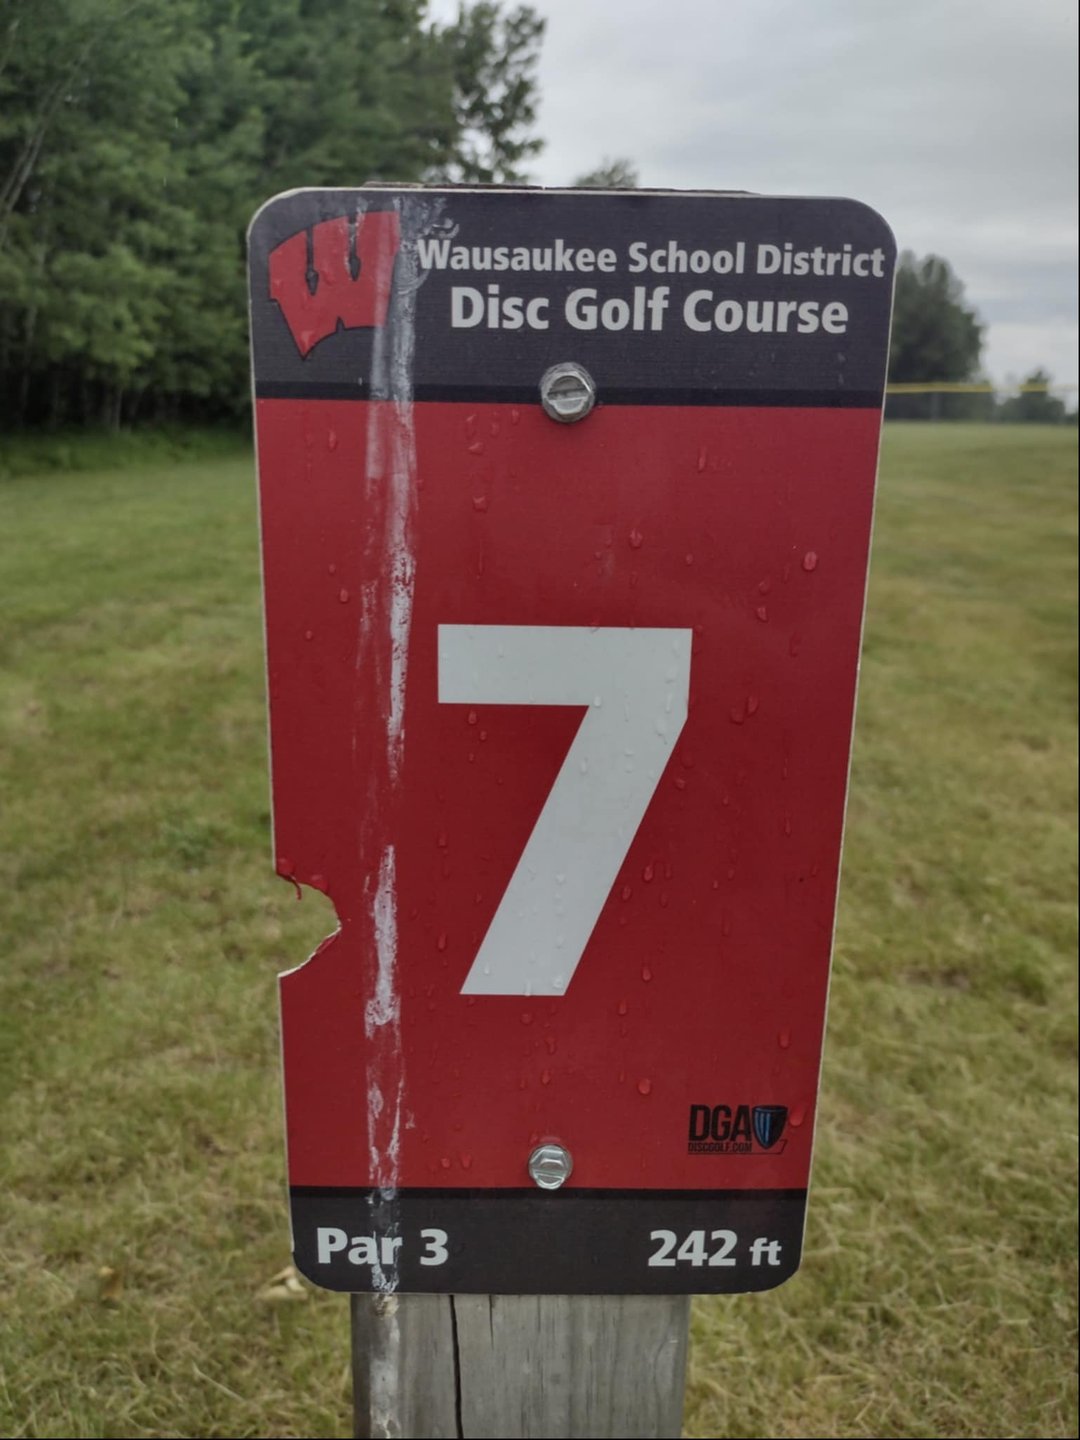 W
Wausaukee School District
Disc Golf Course
7
DGA
DISCGOLF.COM
Par 3
242 ft